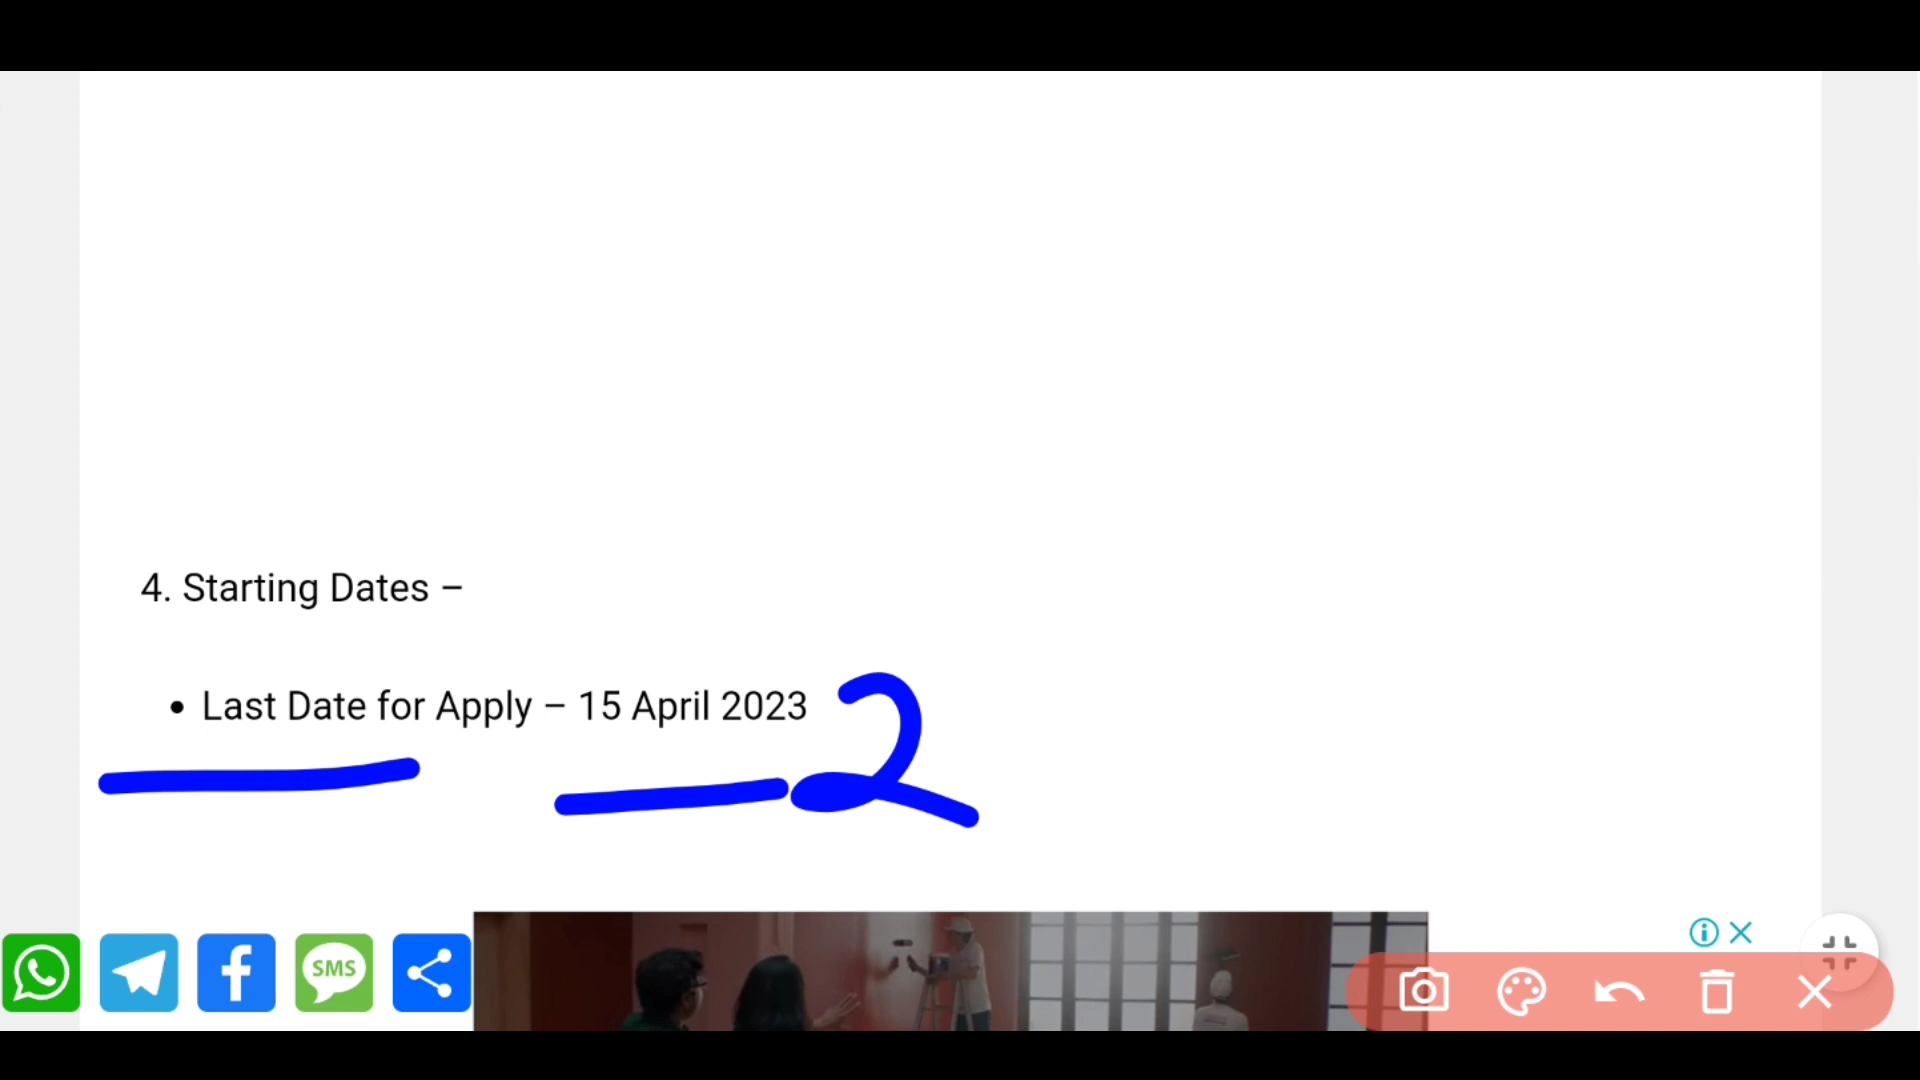 4. Starting Dates –
• Last Date for Apply – 15 April 2023
2
SMS